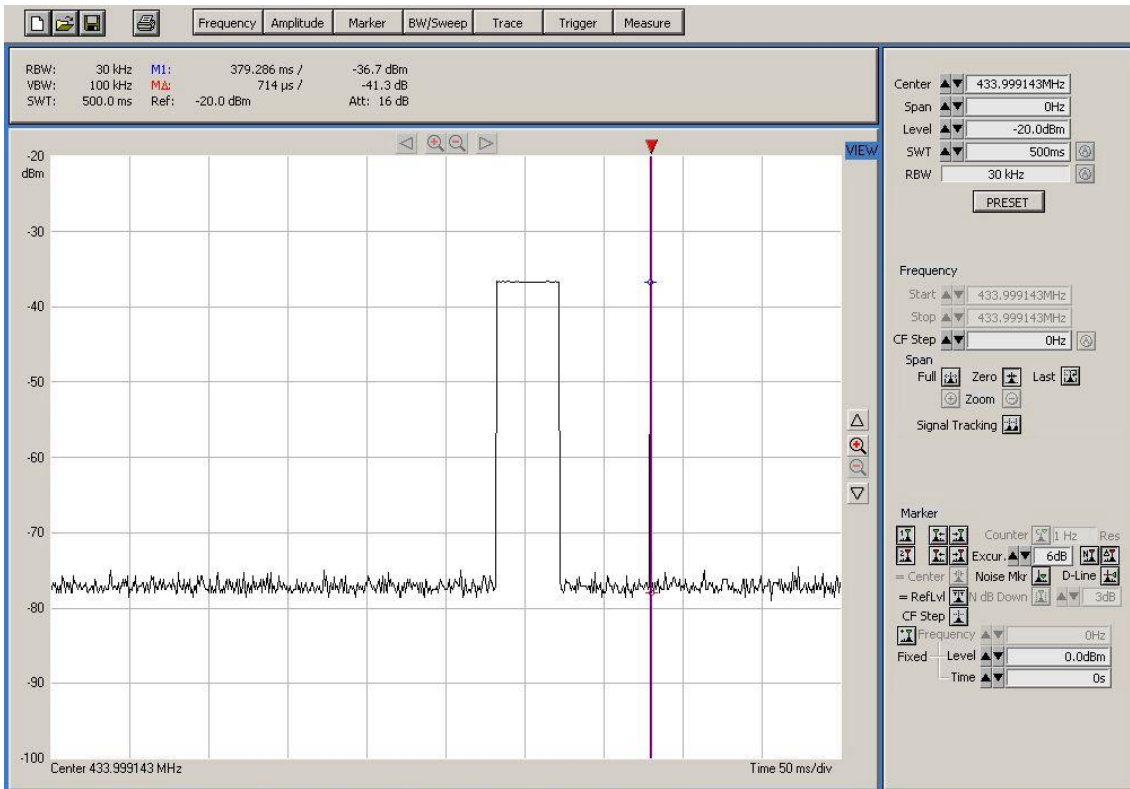 Frequency Amplitude Marker BW/Sweep Trace Trigger Measure
RBW: 30 kHz M1: 379.286 ms / -36.7 dBm
VBW: 100 kHz MΔ: 714 µs / -41.3 dB
SWT: 500.0 ms Ref: -20.0 dBm Att: 16 dB
VIEW
-20
dBm
-30
-40
-50
-60
-70
-80
-90
-100
Center 433.999143 MHz
Time 50 ms/div
Center 433.999143MHz
Span 0Hz
Level -20.0dBm
SWT 500ms
RBW 30 kHz
PRESET
Frequency
Start 433.999143MHz
Stop 433.999143MHz
CF Step 0Hz
Span
Full Zero Last
Zoom
Signal Tracking
Marker
Counter 1 Hz Res
Excur. 6dB
= Center Noise Mkr D-Line
= RefLvl N dB Down 3dB
CF Step
Frequency 0Hz
Fixed Level 0.0dBm
Time 0s